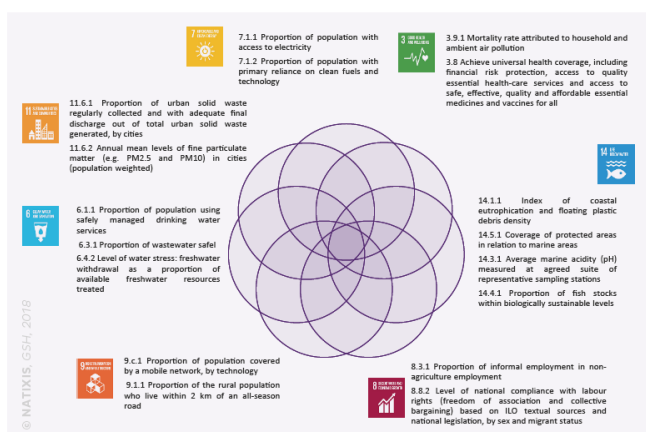 7
7.1.1 Proportion of population with
access to electricity
7.1.2 Proportion of population with
primary reliance on clean fuels and
technology
3
3.9.1 Mortality rate attributed to household and
ambient air pollution
3.8 Achieve universal health coverage, including
financial risk protection, access to quality
essential health-care services and access to
safe, effective, quality and affordable essential
medicines and vaccines for all
11
11.6.1 Proportion of urban solid waste
regularly collected and with adequate final
discharge out of total urban solid waste
generated, by cities
11.6.2 Annual mean levels of fine particulate
matter (e.g. PM2.5 and PM10) in cities
(population weighted)
14
14.1.1 Index of coastal
eutrophication and floating plastic
debris density
14.5.1 Coverage of protected areas
in relation to marine areas
14.3.1 Average marine acidity (pH)
measured at agreed suite of
representative sampling stations
14.4.1 Proportion of fish stocks
within biologically sustainable levels
6
6.1.1 Proportion of population using
safely managed drinking water
services
6.3.1 Proportion of wastewater safel
6.4.2 Level of water stress: freshwater
withdrawal as a proportion of
available freshwater resources
treated
9
9.c.1 Proportion of population covered
by a mobile network, by technology
9.1.1 Proportion of the rural population
who live within 2 km of an all-season
road
8
8.3.1 Proportion of informal employment in non-
agriculture employment
8.8.2 Level of national compliance with labour
rights (freedom of association and collective
bargaining) based on ILO textual sources and
national legislation, by sex and migrant status
© NATIXIS, GSH, 2018